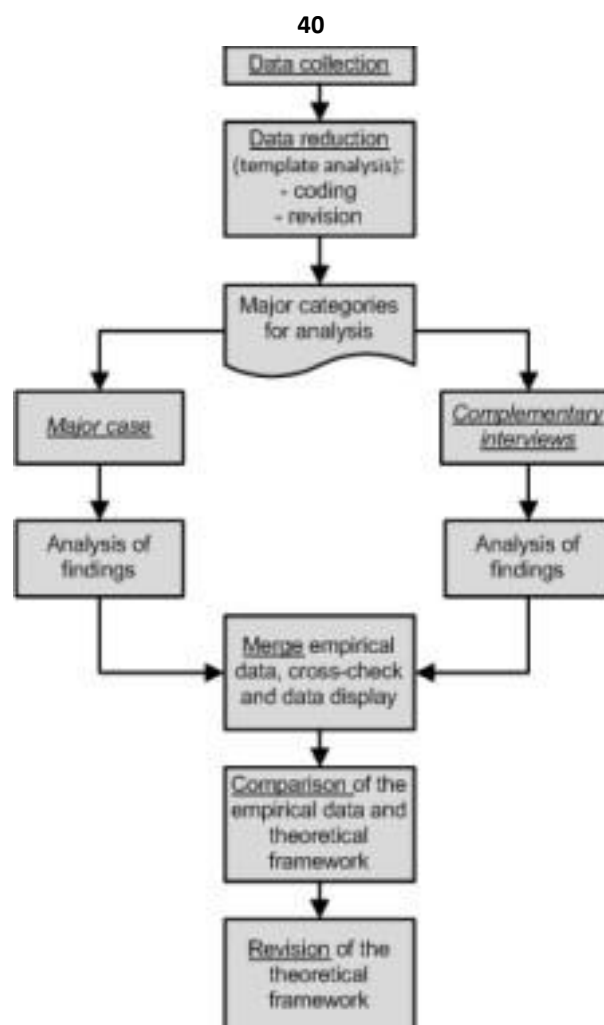 40
Data collection
Data reduction
(template analysis):
- coding
- revision
Major categories
for analysis
Major case
Complementary
interviews
Analysis of
findings
Analysis of
findings
Merge empirical
data, cross-check
and data display
Comparison of the
empirical data and
theoretical
framework
Revision of the
theoretical
framework